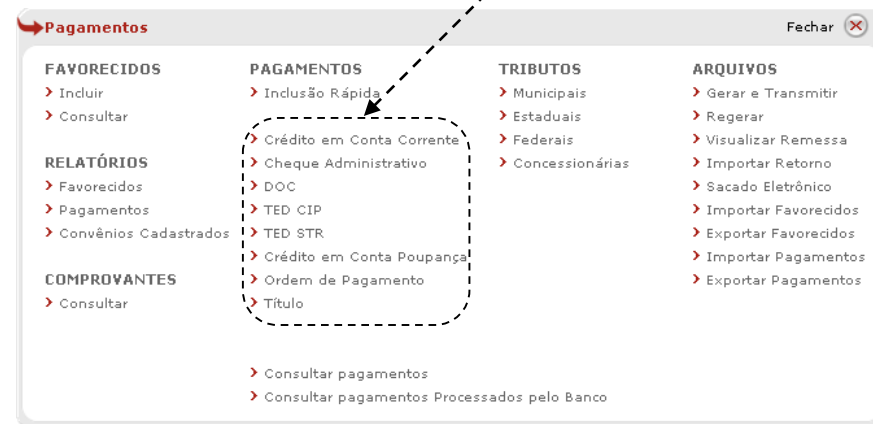 Pagamentos
Fechar
FAVORECIDOS
Incluir
Consultar
RELATÓRIOS
Favorecidos
Pagamentos
Convênios Cadastrados
COMPROVANTES
Consultar
PAGAMENTOS
Inclusão Rápida
Crédito em Conta Corrente
Cheque Administrativo
DOC
TED CIP
TED STR
Crédito em Conta Poupança
Ordem de Pagamento
Título
Consultar pagamentos
Consultar pagamentos Processados pelo Banco
TRIBUTOS
Municipais
Estaduais
Federais
Concessionárias
ARQUIVOS
Gerar e Transmitir
Regerar
Visualizar Remessa
Importar Retorno
Sacado Eletrônico
Importar Favorecidos
Exportar Favorecidos
Importar Pagamentos
Exportar Pagamentos